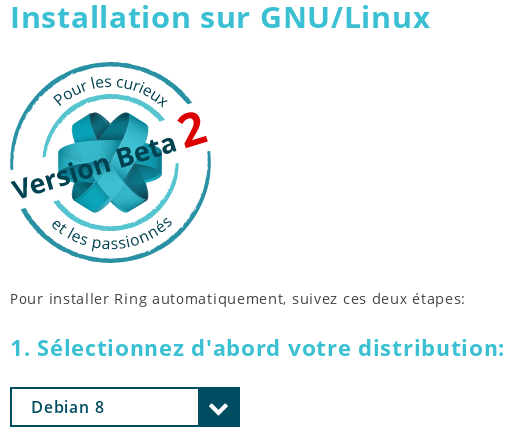 Installation sur GNU/Linux
Pour les curieux
Version Beta 2
et les passionnés
Pour installer Ring automatiquement, suivez ces deux étapes:
1. Sélectionnez d'abord votre distribution:
Debian 8